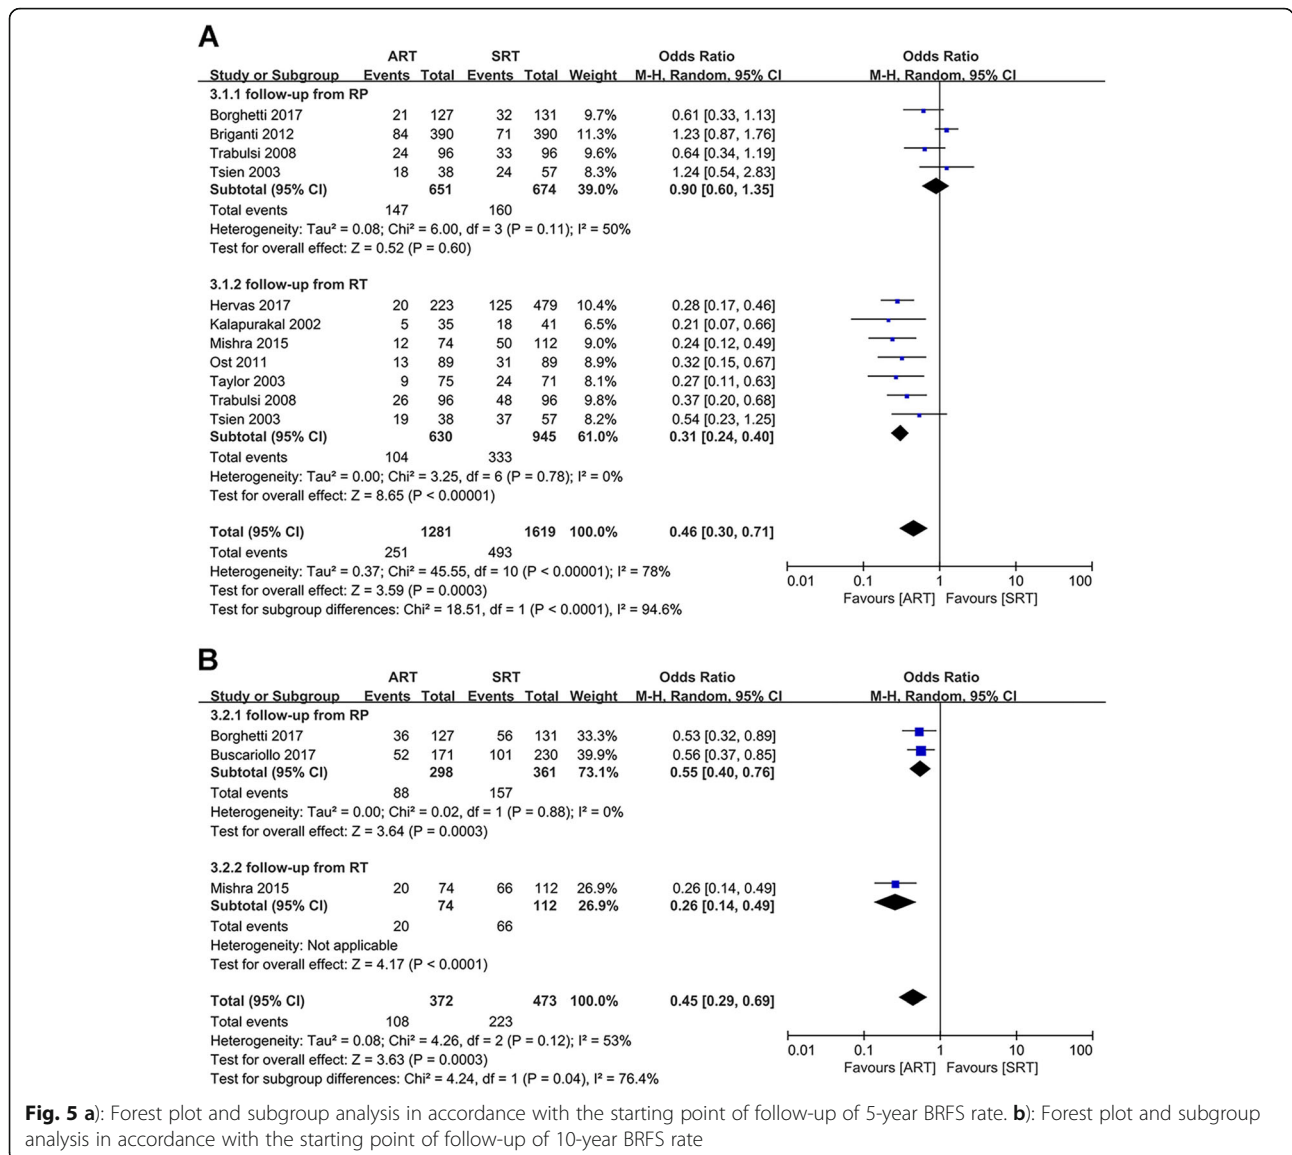 A
ART SRT Odds Ratio Odds Ratio
Study or Subgroup Events Total Events Total Weight M-H, Random, 95% CI M-H, Random, 95% CI
3.1.1 follow-up from RP
Borghetti 2017 21 127 32 131 9.7% 0.61 [0.33, 1.13]
Briganti 2012 84 390 71 390 11.3% 1.23 [0.87, 1.76]
Trabulsi 2008 24 96 33 96 9.6% 0.64 [0.34, 1.19]
Tsien 2003 18 38 24 57 8.3% 1.24 [0.54, 2.83]
Subtotal (95% CI) 651 674 39.0% 0.90 [0.60, 1.35]
Total events 147 160
Heterogeneity: Tau² = 0.08; Chi² = 6.00, df = 3 (P = 0.11); I² = 50%
Test for overall effect: Z = 0.52 (P = 0.60)
3.1.2 follow-up from RT
Hervas 2017 20 223 125 479 10.4% 0.28 [0.17, 0.46]
Kalapurakal 2002 5 35 18 41 6.5% 0.21 [0.07, 0.66]
Mishra 2015 12 74 50 112 9.0% 0.24 [0.12, 0.49]
Ost 2011 13 89 31 89 8.9% 0.32 [0.15, 0.67]
Taylor 2003 9 75 24 71 8.1% 0.27 [0.11, 0.63]
Trabulsi 2008 26 96 48 96 9.8% 0.37 [0.20, 0.68]
Tsien 2003 19 38 37 57 8.2% 0.54 [0.23, 1.25]
Subtotal (95% CI) 630 945 61.0% 0.31 [0.24, 0.40]
Total events 104 333
Heterogeneity: Tau² = 0.00; Chi² = 3.25, df = 6 (P = 0.78); I² = 0%
Test for overall effect: Z = 8.65 (P < 0.00001)
Total (95% CI) 1281 1619 100.0% 0.46 [0.30, 0.71]
Total events 251 493
Heterogeneity: Tau² = 0.37; Chi² = 45.55, df = 10 (P < 0.00001); I² = 78%
Test for overall effect: Z = 3.59 (P = 0.0003)
Test for subgroup differences: Chi² = 18.51, df = 1 (P < 0.0001), I² = 94.6%
0.01 0.1 1 10 100
Favours [ART] Favours [SRT]
B
ART SRT Odds Ratio Odds Ratio
Study or Subgroup Events Total Events Total Weight M-H, Random, 95% CI M-H, Random, 95% CI
3.2.1 follow-up from RP
Borghetti 2017 36 127 56 131 33.3% 0.53 [0.32, 0.89]
Buscariollo 2017 52 171 101 230 39.9% 0.56 [0.37, 0.85]
Subtotal (95% CI) 298 361 73.1% 0.55 [0.40, 0.76]
Total events 88 157
Heterogeneity: Tau² = 0.00; Chi² = 0.02, df = 1 (P = 0.88); I² = 0%
Test for overall effect: Z = 3.64 (P = 0.0003)
3.2.2 follow-up from RT
Mishra 2015 20 74 66 112 26.9% 0.26 [0.14, 0.49]
Subtotal (95% CI) 74 112 26.9% 0.26 [0.14, 0.49]
Total events 20 66
Heterogeneity: Not applicable
Test for overall effect: Z = 4.17 (P < 0.0001)
Total (95% CI) 372 473 100.0% 0.45 [0.29, 0.69]
Total events 108 223
Heterogeneity: Tau² = 0.08; Chi² = 4.26, df = 2 (P = 0.12); I² = 53%
Test for overall effect: Z = 3.63 (P = 0.0003)
Test for subgroup differences: Chi² = 4.24, df = 1 (P = 0.04), I² = 76.4%
0.01 0.1 1 10 100
Favours [ART] Favours [SRT]
Fig. 5 a): Forest plot and subgroup analysis in accordance with the starting point of follow-up of 5-year BRFS rate. b): Forest plot and subgroup
analysis in accordance with the starting point of follow-up of 10-year BRFS rate